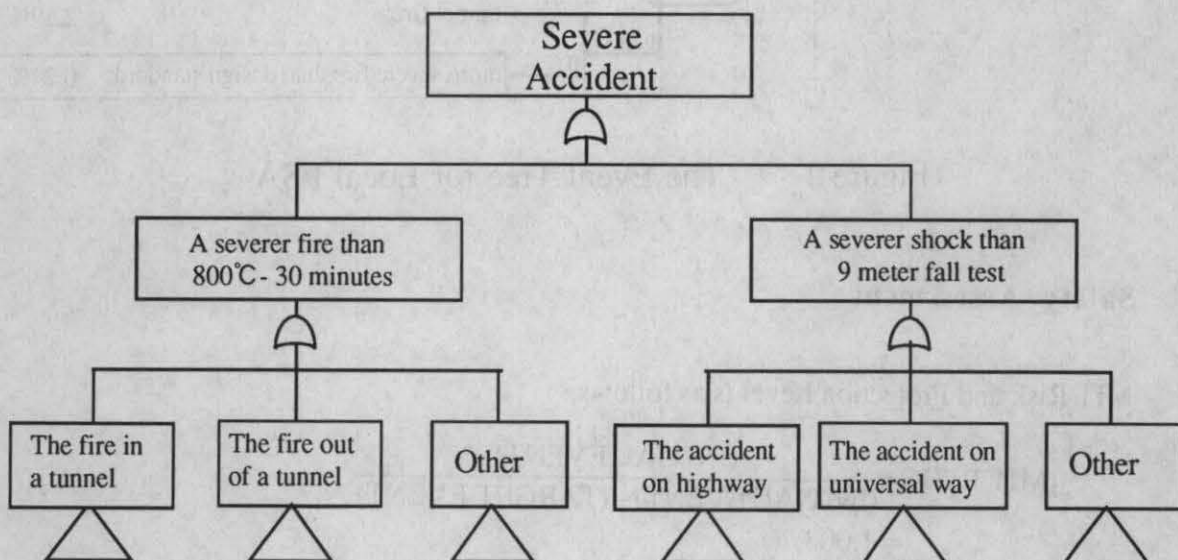 Severe
Accident
A severer fire than
800℃ - 30 minutes
A severer shock than
9 meter fall test
The fire in
a tunnel
The fire out
of a tunnel
Other
The accident
on highway
The accident on
universal way
Other